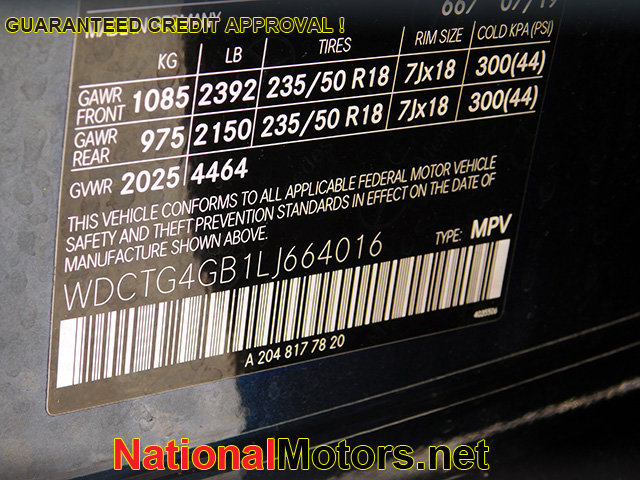 GUARANTEED CREDIT APPROVAL !
07/19
KG LB TIRES RIM SIZE COLD KPA (PSI)
GAWR FRONT 1085 2392 235/50 R18 7Jx18 300(44)
GAWR REAR 975 2150 235/50 R18 7Jx18 300(44)
GVWR 2025 4464
THIS VEHICLE CONFORMS TO ALL APPLICABLE FEDERAL MOTOR VEHICLE
SAFETY AND THEFT PREVENTION STANDARDS IN EFFECT ON THE DATE OF
MANUFACTURE SHOWN ABOVE.
TYPE: MPV
WDCTG4GB1LJ664016
4020506
A 204 817 78 20
NationalMotors.net